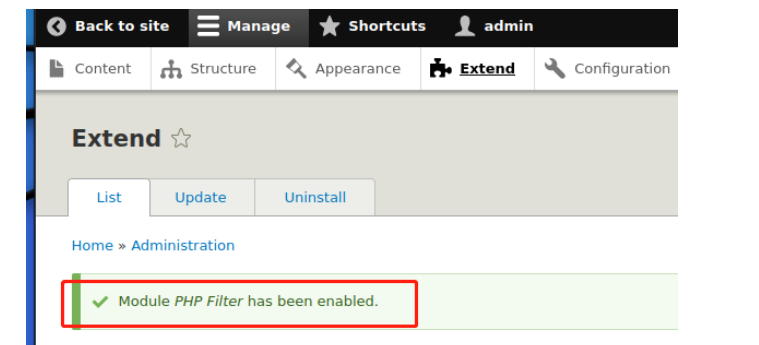 Back to site Manage Shortcuts admin
Content Structure Appearance Extend Configuration
Extend
List Update Uninstall
Home » Administration
Module PHP Filter has been enabled.